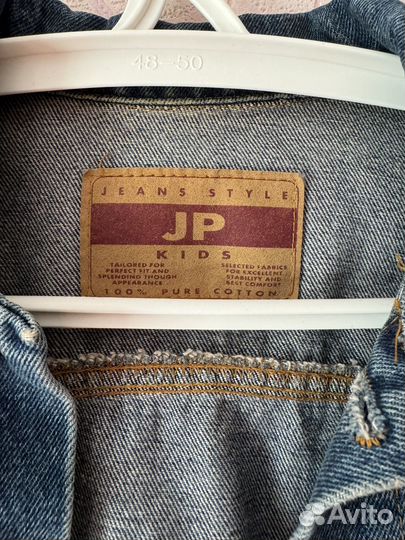 48-50
JEANS STYLE
JP
KIDS
TAILORED FOR
PERFECT FIT AND
SPLENDING THOUGH
APPEARANCE
SELECTED FABRICS
FOR EXCELLENT
STABILITY AND
BEST COMFORT
100% PURE COTTON
Avito